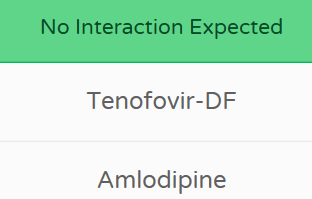 No Interaction Expected
Tenofovir-DF
Amlodipine